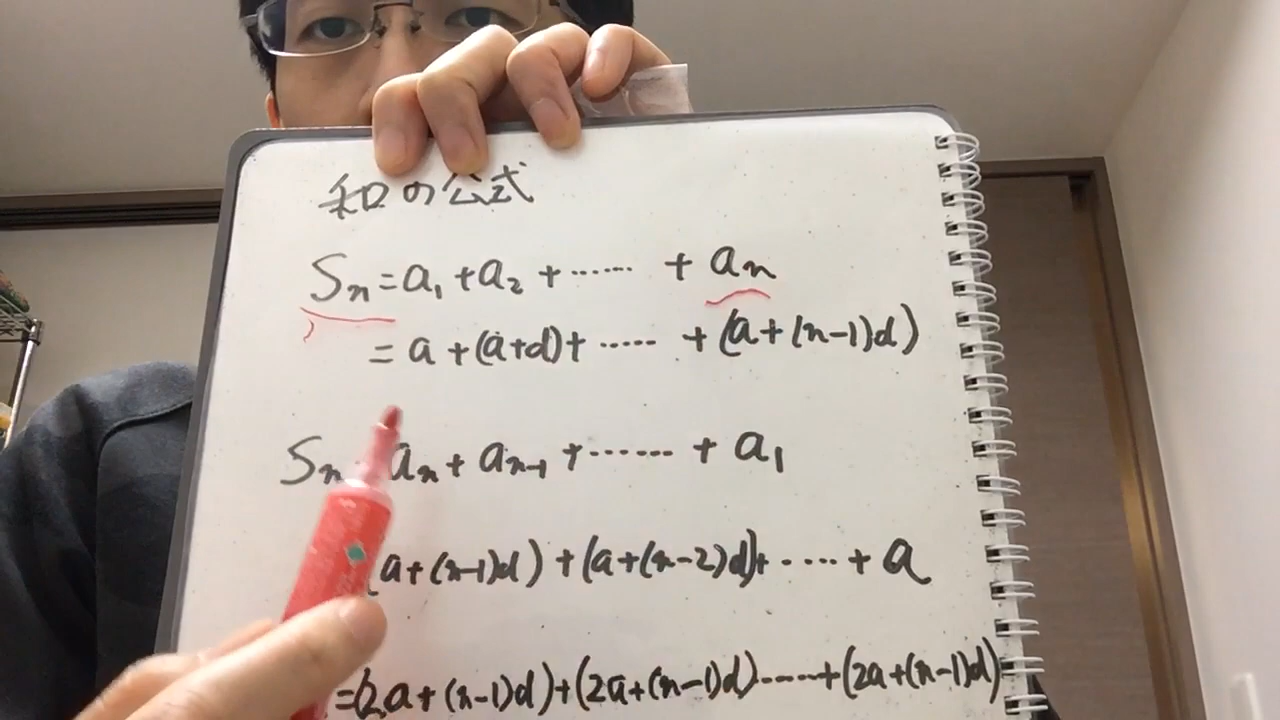 和の公式
Sn=a1+a2+……+an
=a+(a+d)+……+(a+(n-1)d)
Sn an+an-1+……+a1
(a+(n-1)d)+(a+(n-2)d)+……+a
=(2a+(n-1)d)+(2a+(n-1)d)……+(2a+(n-1)d)